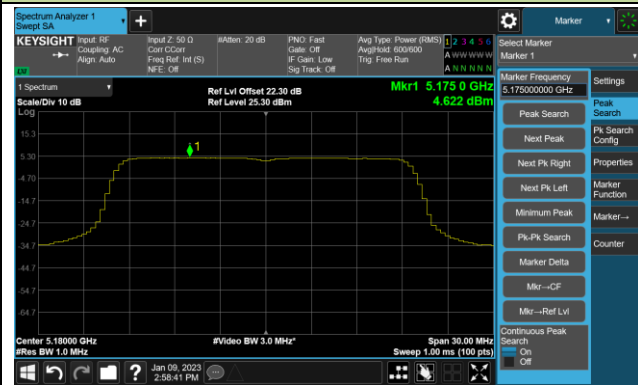 Spectrum Analyzer 1
Swept SA
+
Marker
KEYSIGHT
Input: RF
Coupling: AC
Align: Auto
Input Z: 50 Ω
Corr CCorr
Freq Ref: Int (S)
NFE: Off
#Atten: 20 dB
PNO: Fast
Gate: Off
IF Gain: Low
Sig Track: Off
Avg Type: Power (RMS)
Avg|Hold: 600/600
Trig: Free Run
1 2 3 4 5 6
A W W W W W
A N N N N N
LXI
Select Marker
Marker 1
1 Spectrum
Scale/Div 10 dB
Log
Ref Lvl Offset 22.30 dB
Ref Level 25.30 dBm
Mkr1 5.175 0 GHz
4.622 dBm
15.3
5.30
-4.70
-14.7
-24.7
-34.7
-44.7
-54.7
-64.7
1
Center 5.18000 GHz
#Res BW 1.0 MHz
#Video BW 3.0 MHz*
Span 30.00 MHz
Sweep 1.00 ms (100 pts)
Marker Frequency
5.175000000 GHz
Peak Search
Next Peak
Next Pk Right
Next Pk Left
Minimum Peak
Pk-Pk Search
Marker Delta
Mkr→CF
Mkr→Ref Lvl
Continuous Peak
Search
On
Off
Settings
Peak
Search
Pk Search
Config
Properties
Marker
Function
Marker→
Counter
?
Jan 09, 2023
2:58:41 PM